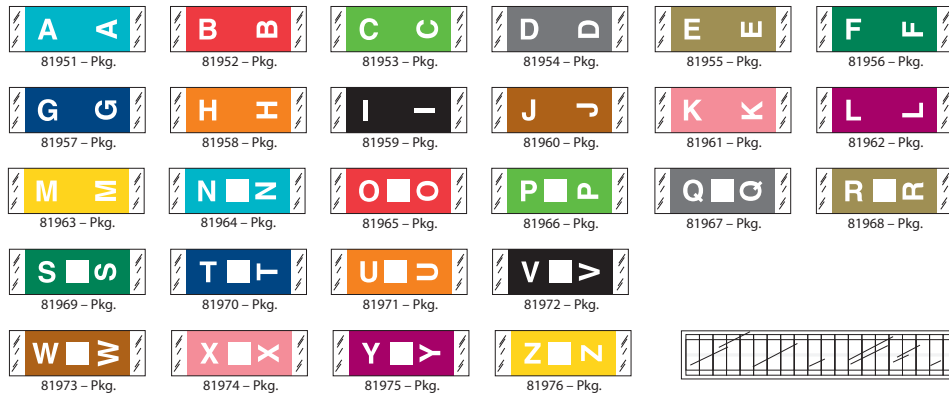 A A B B C C D D E E F F
81951 – Pkg. 81952 – Pkg. 81953 – Pkg. 81954 – Pkg. 81955 – Pkg. 81956 – Pkg.
G G H H I I J J K K L L
81957 – Pkg. 81958 – Pkg. 81959 – Pkg. 81960 – Pkg. 81961 – Pkg. 81962 – Pkg.
M M N N O O P P Q Q R R
81963 – Pkg. 81964 – Pkg. 81965 – Pkg. 81966 – Pkg. 81967 – Pkg. 81968 – Pkg.
S S T T U U V V
81969 – Pkg. 81970 – Pkg. 81971 – Pkg. 81972 – Pkg.
W W X X Y Y Z Z
81973 – Pkg. 81974 – Pkg. 81975 – Pkg. 81976 – Pkg.